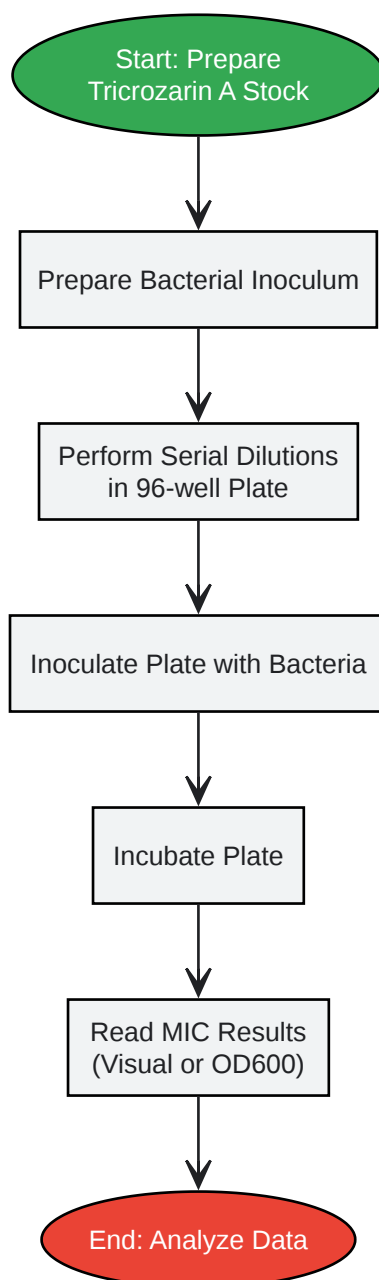 Start: Prepare
Tricrozarin A Stock
Prepare Bacterial Inoculum
Perform Serial Dilutions
in 96-well Plate
Inoculate Plate with Bacteria
Incubate Plate
Read MIC Results
(Visual or OD600)
End: Analyze Data